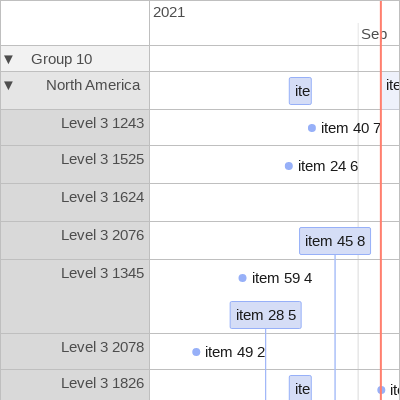 2021
Sep
▼ Group 10
▼ North America ite ite
Level 3 1243 item 40 7
Level 3 1525 item 24 6
Level 3 1624
Level 3 2076 item 45 8
Level 3 1345 item 59 4
item 28 5
Level 3 2078 item 49 2
Level 3 1826 ite it